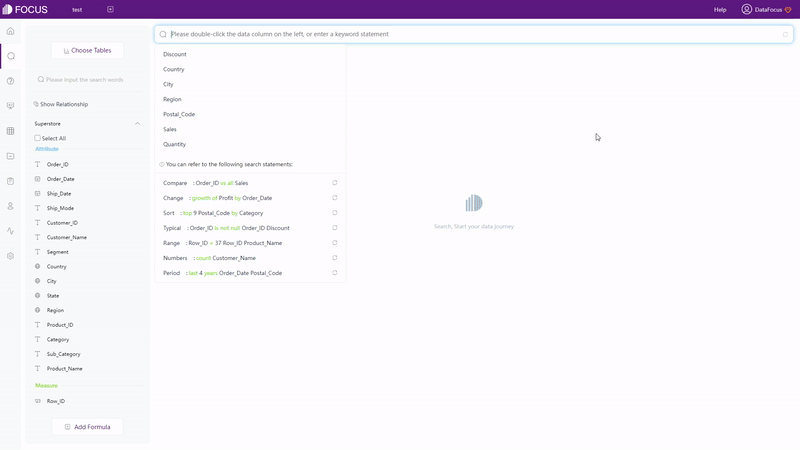 FOCUS
test
Help
DataFocus
Choose Tables
Please input the search words
Show Relationship
Superstore
Select All
Attribute
Order_ID
Order_Date
Ship_Date
Ship_Mode
Customer_ID
Customer_Name
Segment
Country
City
State
Region
Product_ID
Category
Sub_Category
Product_Name
Measure
Row_ID
Add Formula
Please double-click the data column on the left, or enter a keyword statement
Discount
Country
City
Region
Postal_Code
Sales
Quantity
You can refer to the following search statements:
Compare : Order_ID vs all Sales
Change : growth of Profit by Order_Date
Sort : top 9 Postal_Code by Category
Typical : Order_ID is not null Order_ID Discount
Range : Row_ID = 37 Row_ID Product_Name
Numbers : count Customer_Name
Period : last 4 years Order_Date Postal_Code
Search, Start your data journey